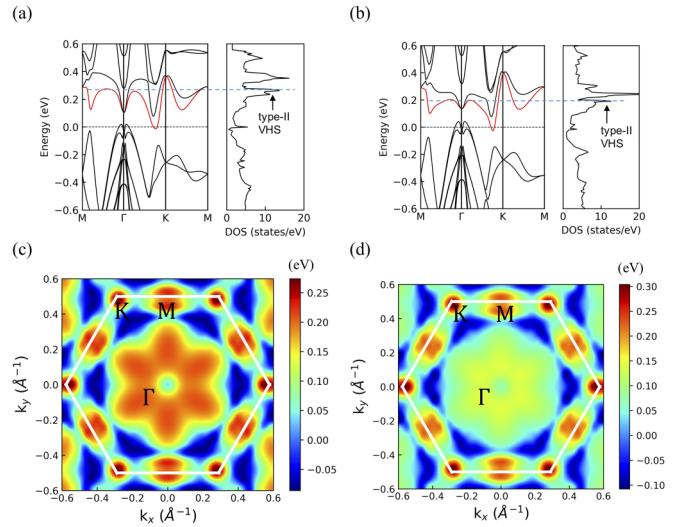 (a)
(b)
0.6
0.4
0.2
0.0
−0.2
−0.4
−0.6
Energy (eV)
M
Γ
K
M
type-II
VHS
0
10
20
DOS (states/eV)
0.6
0.4
0.2
0.0
−0.2
−0.4
−0.6
Energy (eV)
M
Γ
K
M
type-II
VHS
0
10
20
DOS (states/eV)
(c)
(d)
0.6
0.4
0.2
0.0
−0.2
−0.4
−0.6
ky (Å−1)
K
M
Γ
−0.6
−0.4
−0.2
0.0
0.2
0.4
0.6
kx (Å−1)
(eV)
0.25
0.20
0.15
0.10
0.05
0.00
−0.05
0.6
0.4
0.2
0.0
−0.2
−0.4
−0.6
ky (Å−1)
K
M
Γ
−0.6
−0.4
−0.2
0.0
0.2
0.4
0.6
kx (Å−1)
(eV)
0.30
0.25
0.20
0.15
0.10
0.05
0.00
−0.05
−0.10